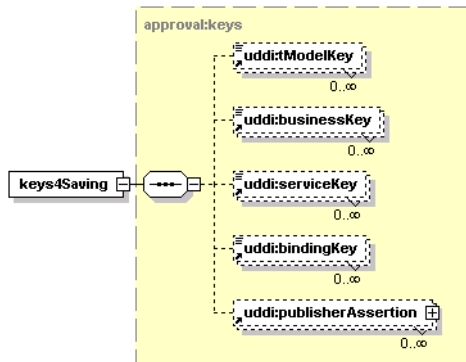 approval:keys
uddi:tModelKey
0..∞
uddi:businessKey
0..∞
keys4Saving
uddi:serviceKey
0..∞
uddi:bindingKey
0..∞
uddi:publisherAssertion
0..∞